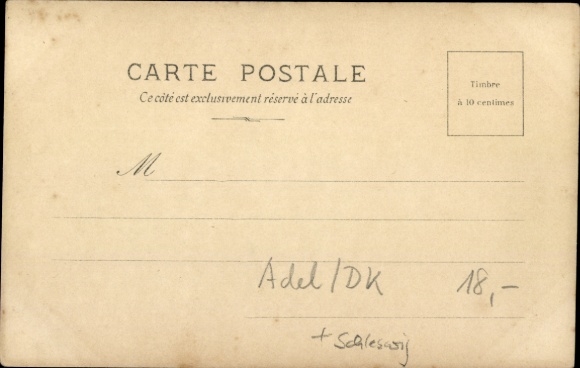 CARTE POSTALE
Ce côté est exclusivement réservé à l'adresse
Timbre
à 10 centimes
M
Adel/DK 18,-
+ Schleswig